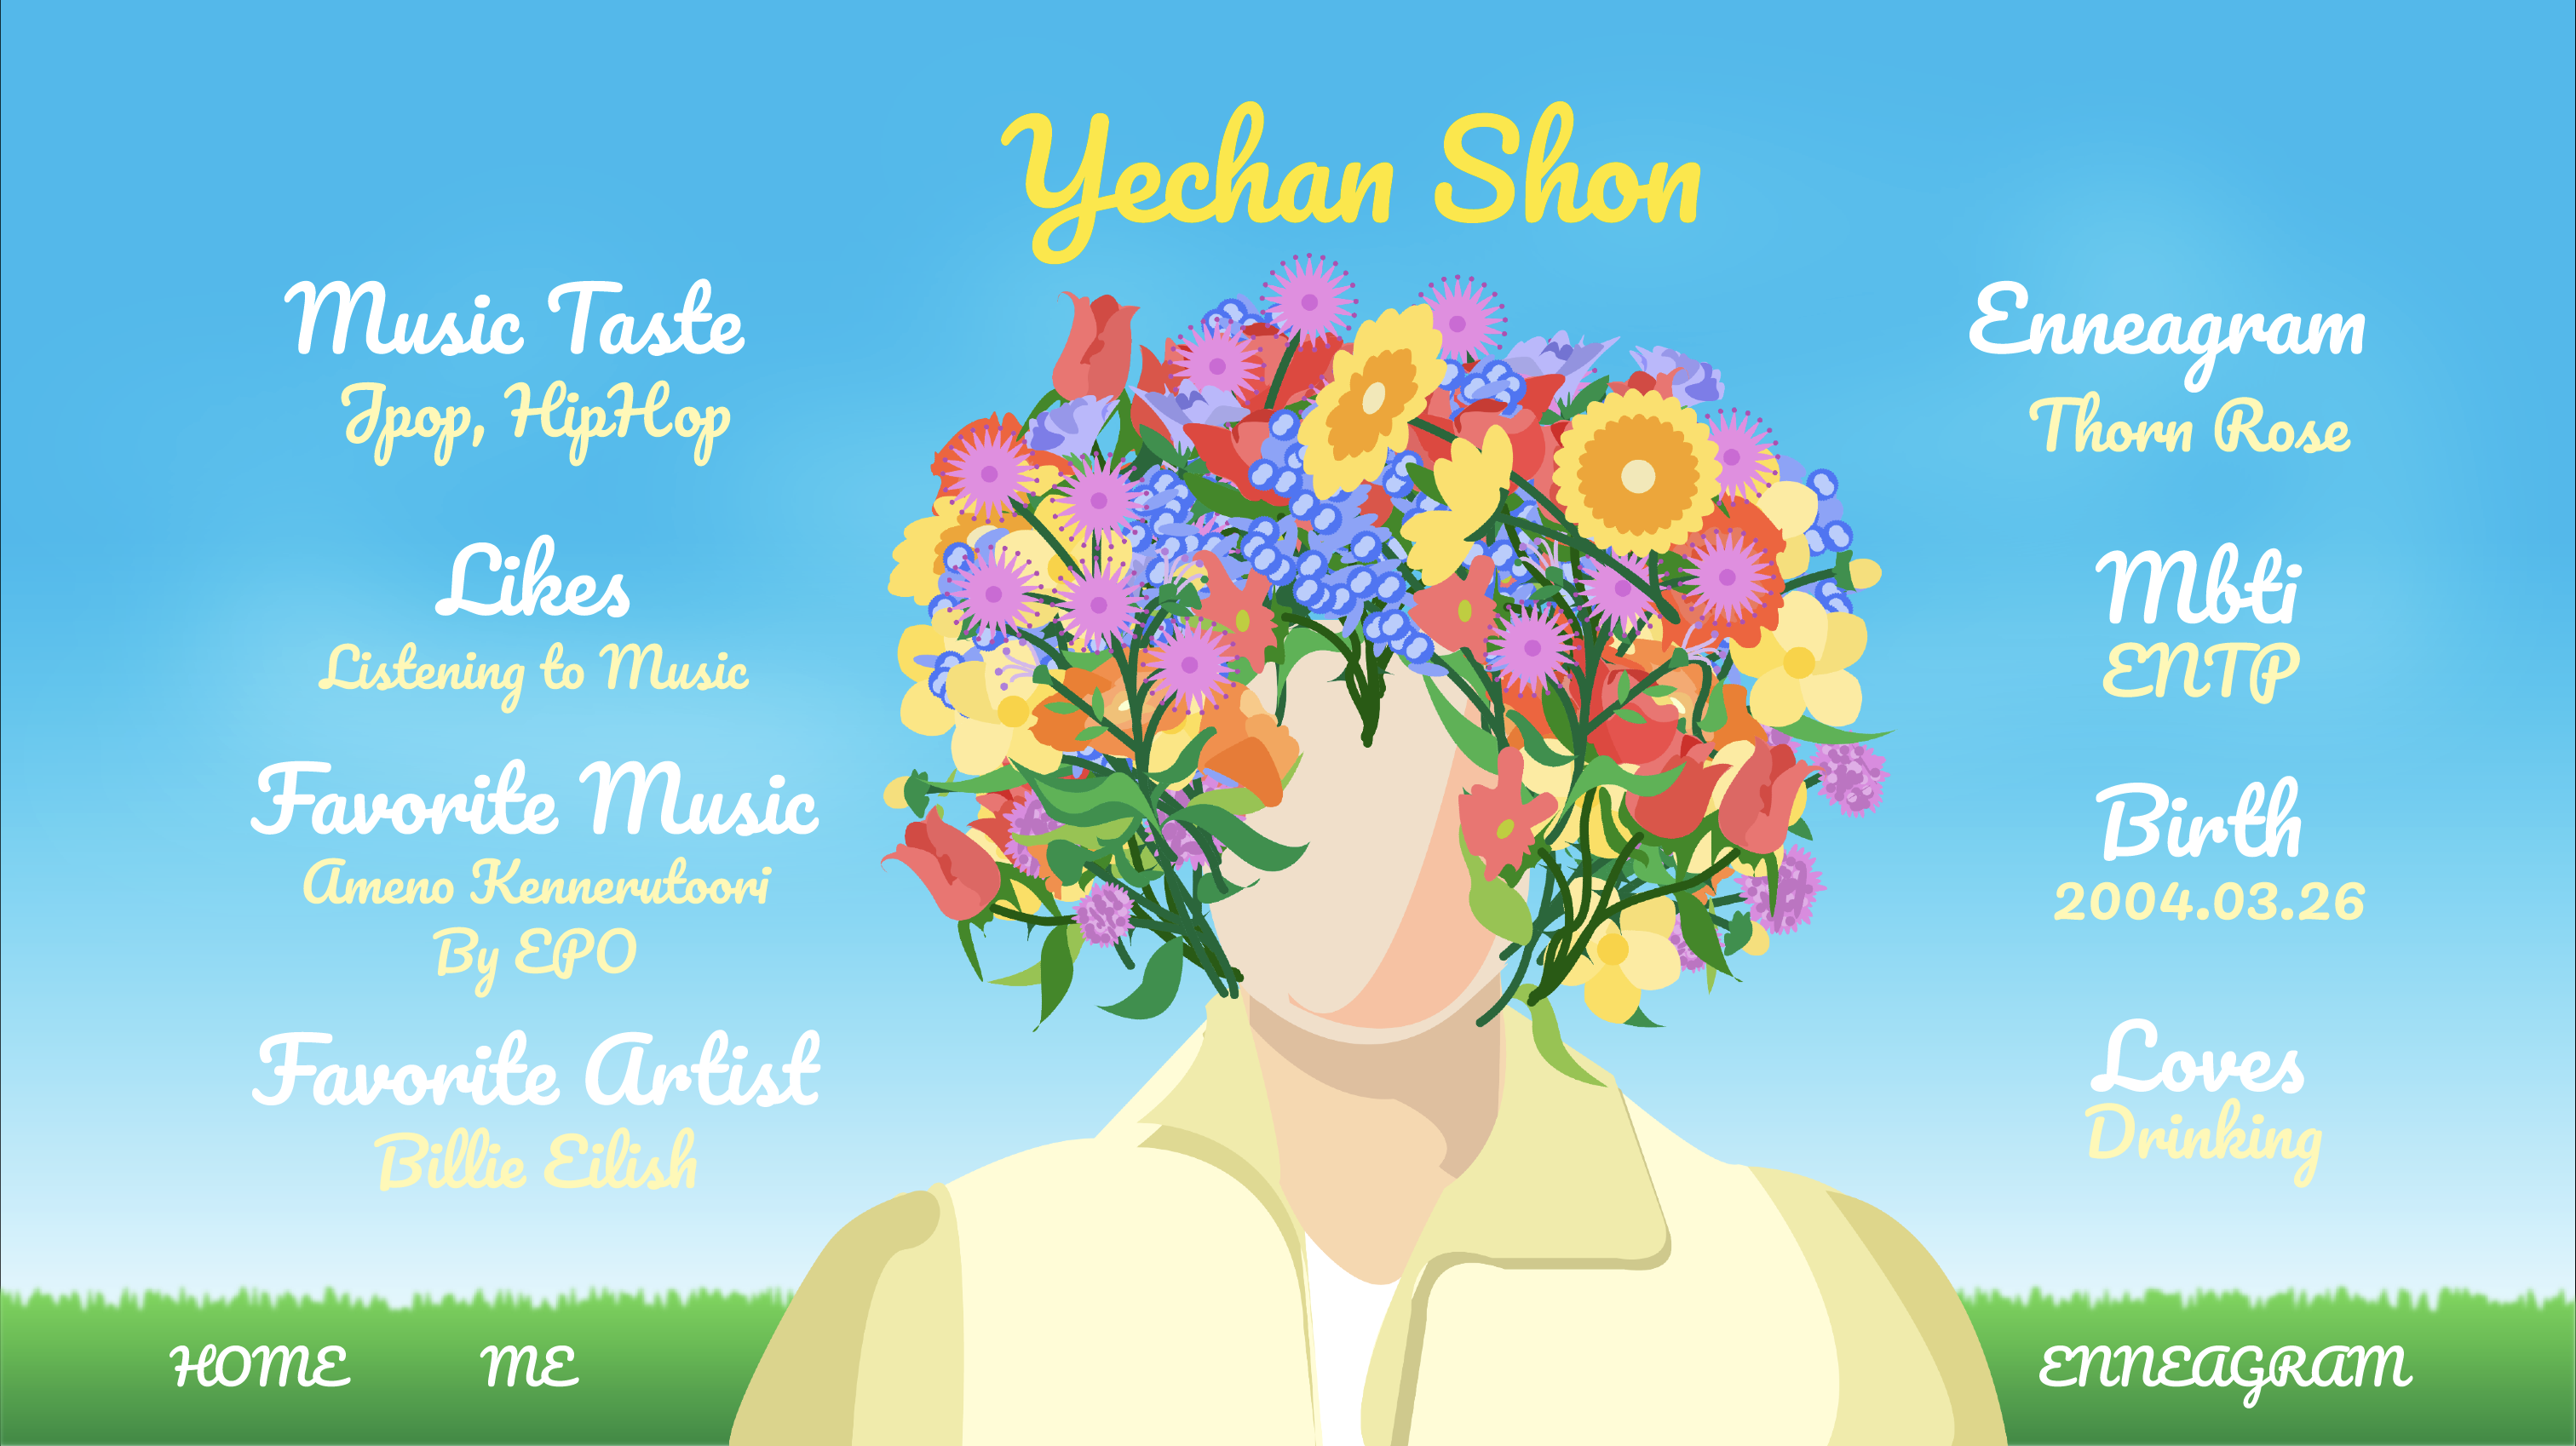 Yechan Shon
Music Taste
Jpop, HipHop
Likes
Listening to Music
Favorite Music
Ameno Kennerutoori
By EPO
Favorite Artist
Billie Eilish
Enneagram
Thorn Rose
Mbti
ENTP
Birth
2004.03.26
Loves
Drinking
HOME
ME
ENNEAGRAM